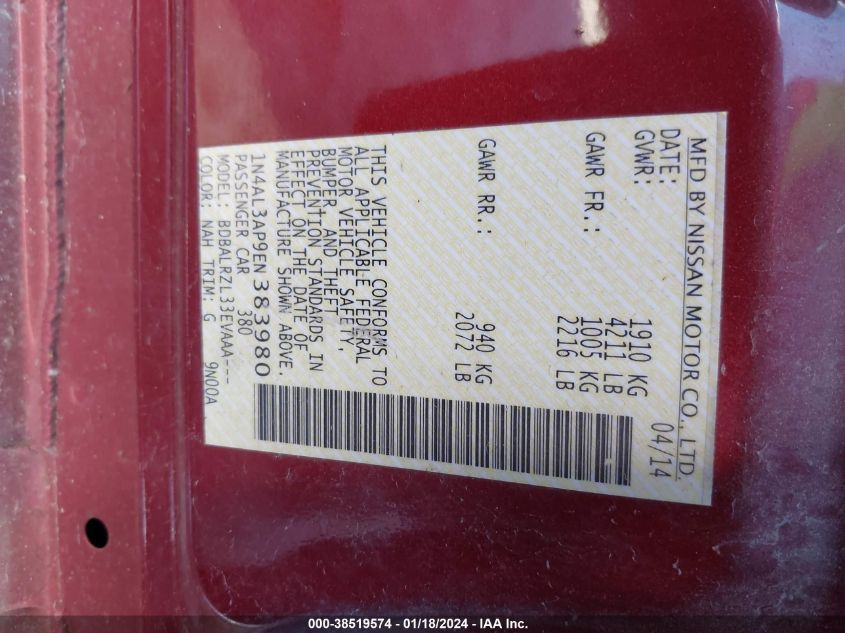 MFD BY NISSAN MOTOR CO., LTD.
DATE: 04/14
GVWR: 1910 KG
4211 LB
GAWR FR.: 1005 KG
2216 LB
GAWR RR.: 940 KG
2072 LB
THIS VEHICLE CONFORMS TO
ALL APPLICABLE FEDERAL
MOTOR VEHICLE SAFETY,
BUMPER, AND THEFT
PREVENTION STANDARDS IN
EFFECT ON THE DATE OF
MANUFACTURE SHOWN ABOVE.
1N4AL3AP9EN383980
PASSENGER CAR 380
MODEL: BDBALRZL33EVAAA---
COLOR: NAH TRIM: G 9N00A
000-38519574 - 01/18/2024 - IAA Inc.